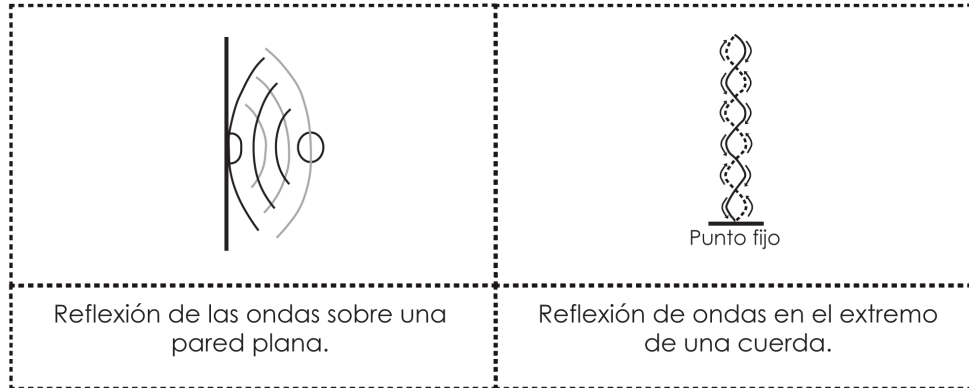 Punto fijo
Reflexión de las ondas sobre una
pared plana.
Reflexión de ondas en el extremo
de una cuerda.